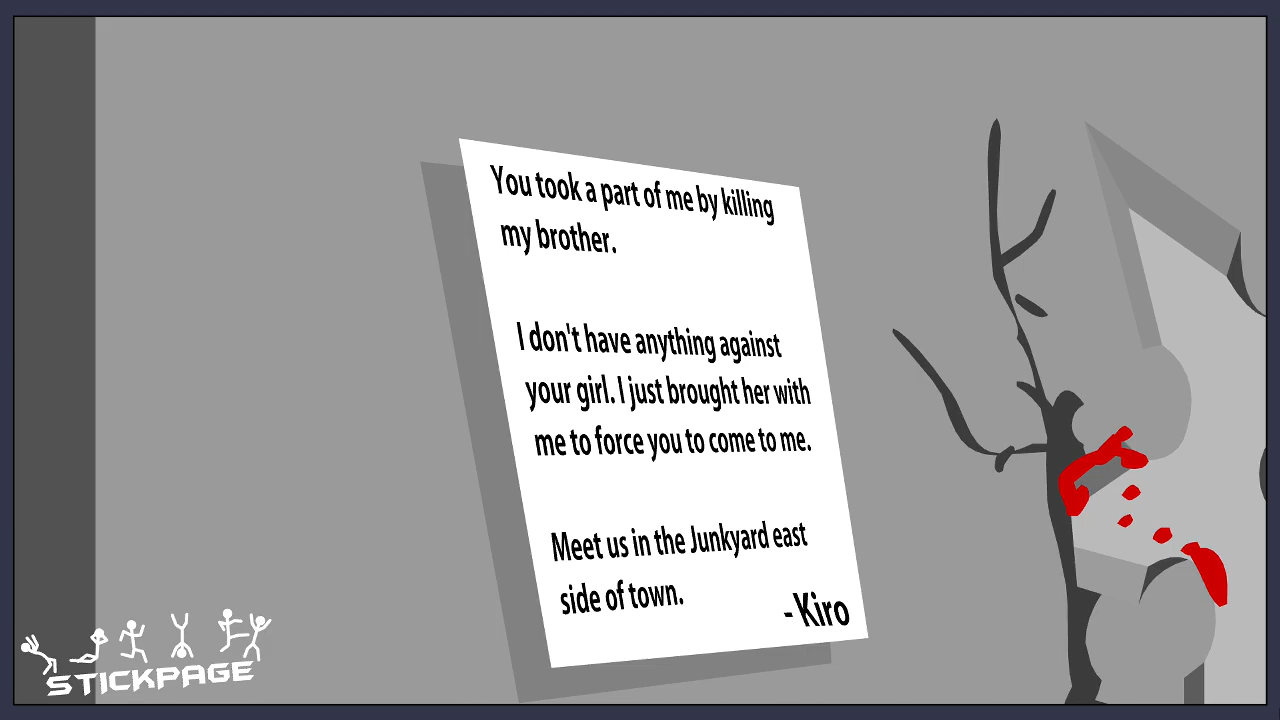 You took a part of me by killing
my brother.
I don't have anything against
your girl. I just brought her with
me to force you to come to me.
Meet us in the Junkyard east
side of town.
- Kiro
STICKPAGE